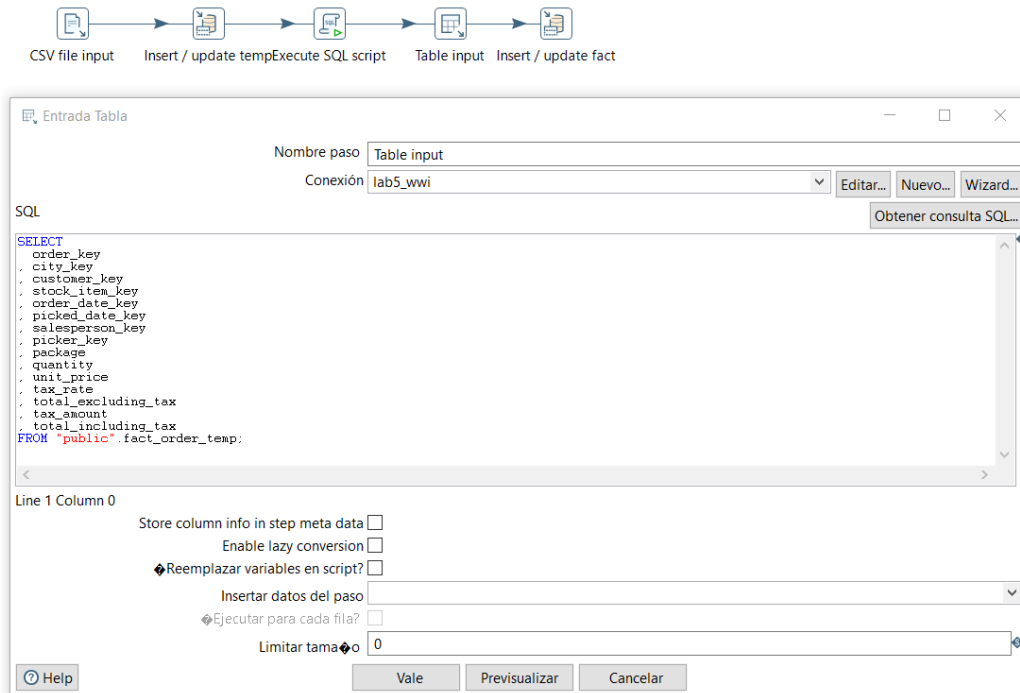 CSV file input Insert / update temp Execute SQL script Table input Insert / update fact
Entrada Tabla
Nombre paso Table input
Conexión lab5_wwi Editar... Nuevo... Wizard...
SQL Obtener consulta SQL...
SELECT
order_key
, city_key
, customer_key
, stock_item_key
, order_date_key
, picked_date_key
, salesperson_key
, picker_key
, package
, quantity
, unit_price
, tax_rate
, total_excluding_tax
, tax_amount
, total_including_tax
FROM "public".fact_order_temp;
Line 1 Column 0
Store column info in step meta data
Enable lazy conversion
�Reemplazar variables en script?
Insertar datos del paso
�Ejecutar para cada fila?
Limitar tama�o 0
Help Vale Previsualizar Cancelar